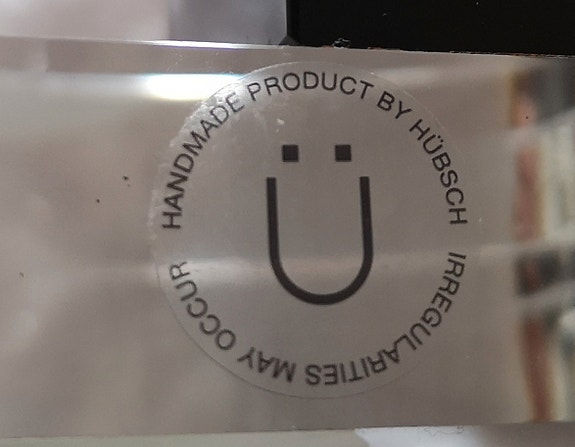 HANDMADE PRODUCT BY HÜBSCH
Ü
IRREGULARITIES MAY OCCUR